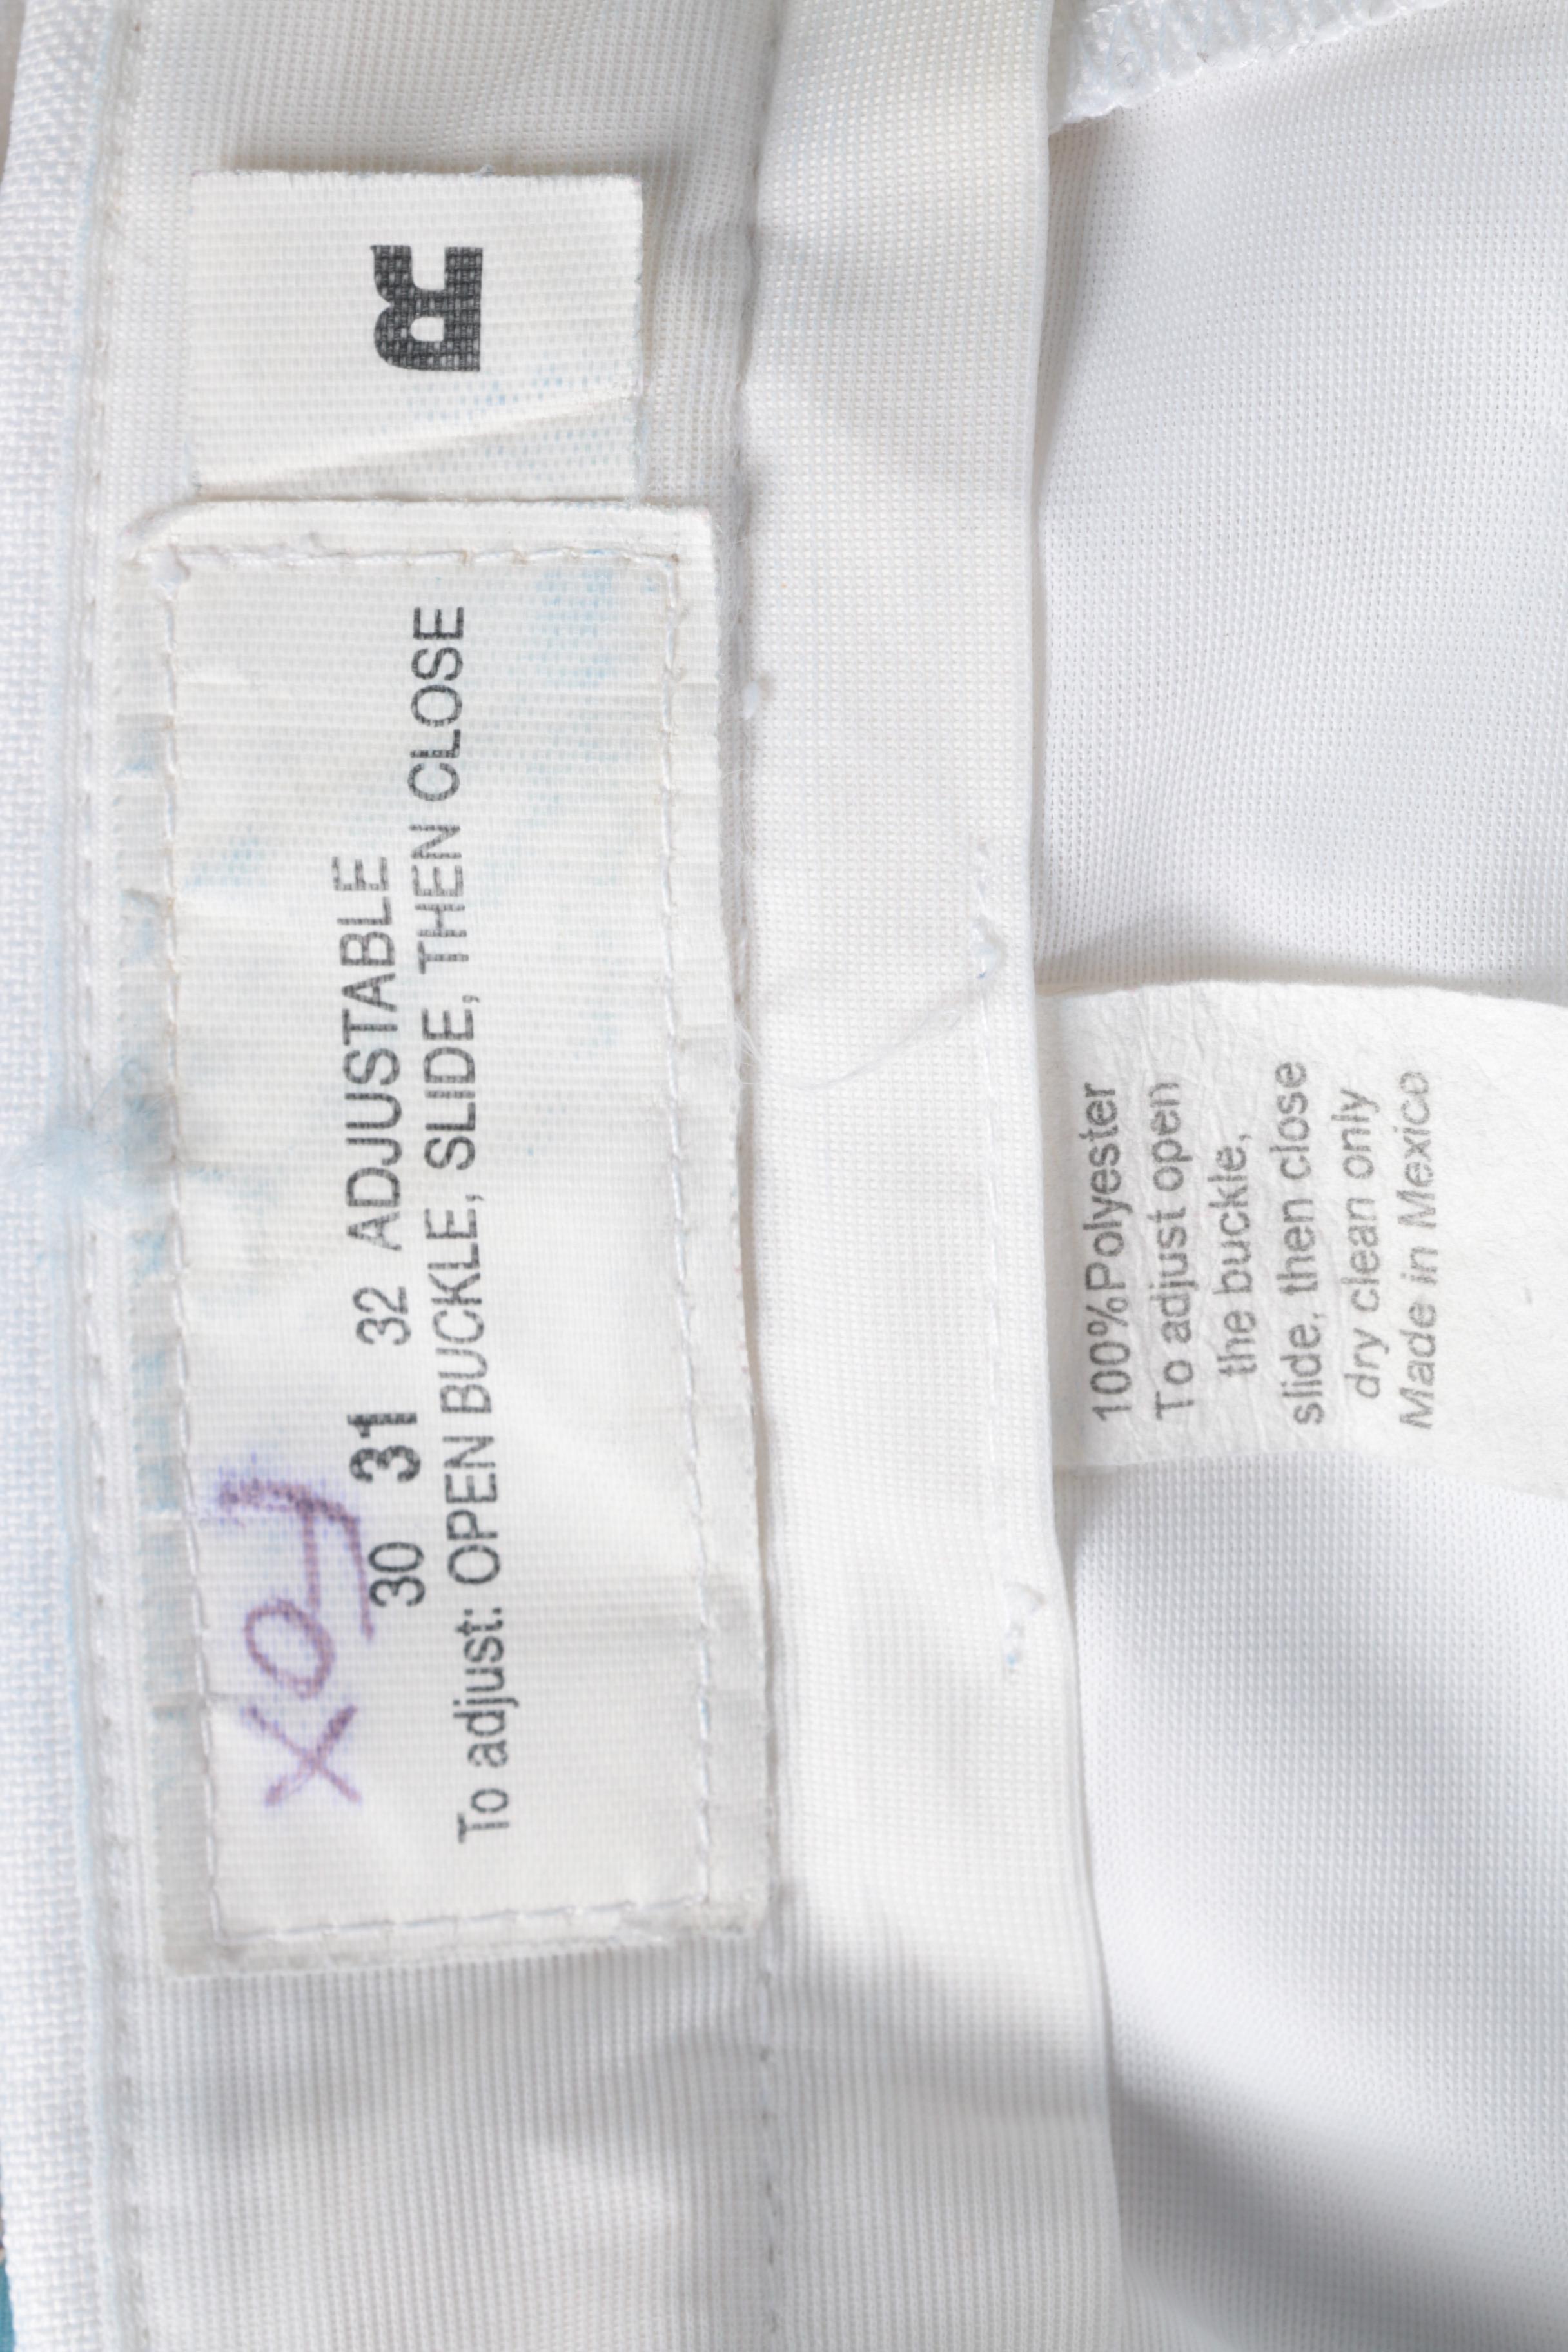 R
30 31 32 ADJUSTABLE
To adjust: OPEN BUCKLE, SLIDE, THEN CLOSE
100%Polyester
To adjust open
the buckle,
slide, then close
dry clean only
Made in Mexico